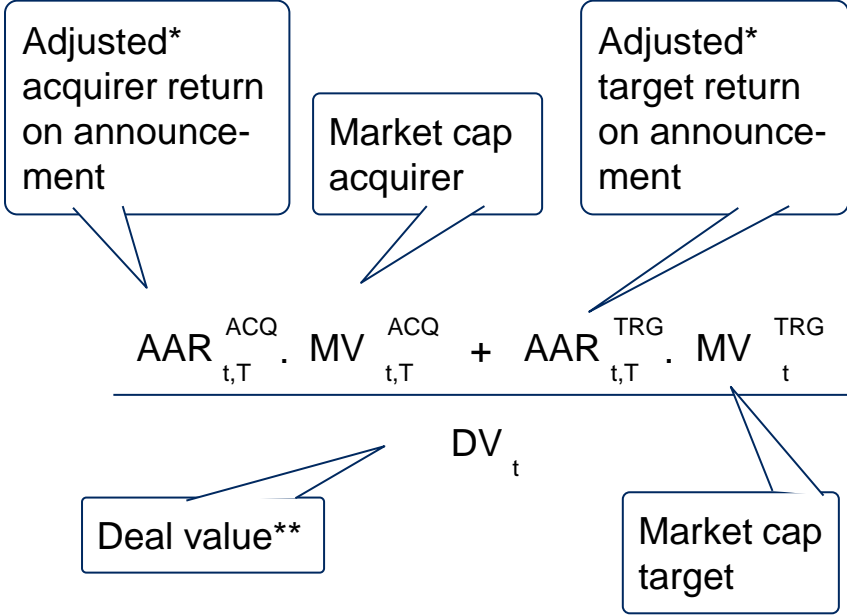 Adjusted*
acquirer return
on announce-
ment
Market cap
acquirer
Adjusted*
target return
on announce-
ment
AAR ACQ t,T . MV ACQ t,T + AAR TRG t,T . MV TRG t
DV t
Deal value**
Market cap
target